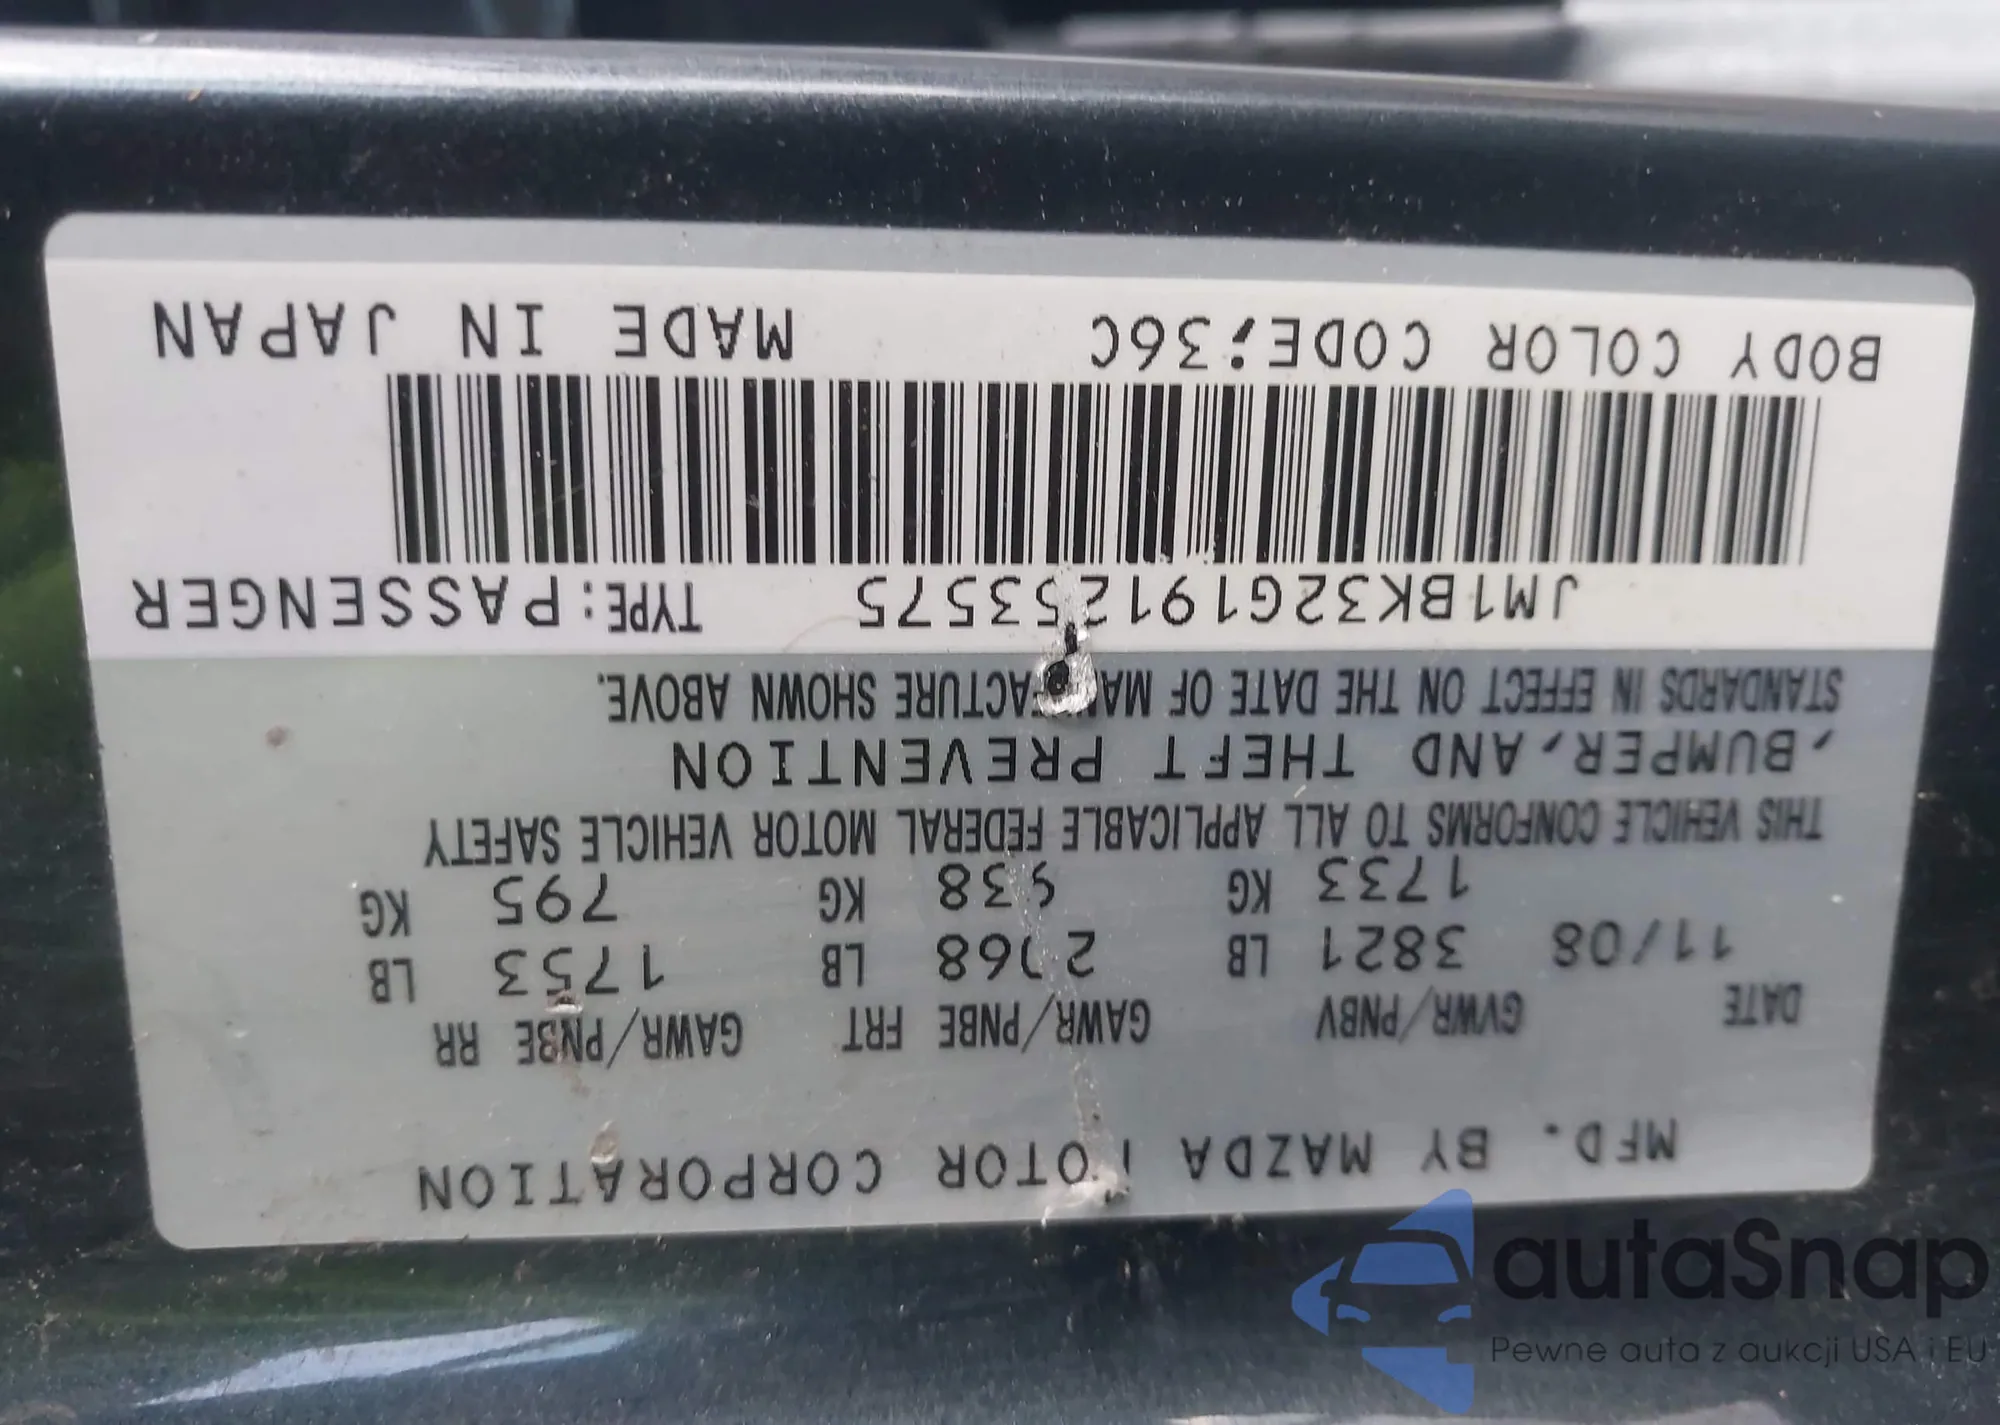 MFD. BY MAZDA MOTOR CORPORATION
DATE GVWR/PNBV GAWR/PNBE FRT GAWR/PNBE RR
11/08 3821 LB 2068 LB 1753 LB
1733 KG 938 KG 795 KG
THIS VEHICLE CONFORMS TO ALL APPLICABLE FEDERAL MOTOR VEHICLE SAFETY
,BUMPER,AND THEFT PREVENTION
STANDARDS IN EFFECT ON THE DATE OF MANUFACTURE SHOWN ABOVE.
JM1BK32G191253575 TYPE:PASSENGER
BODY COLOR CODE:36C MADE IN JAPAN
autaSnap
Pewne auta z aukcji USA i EU